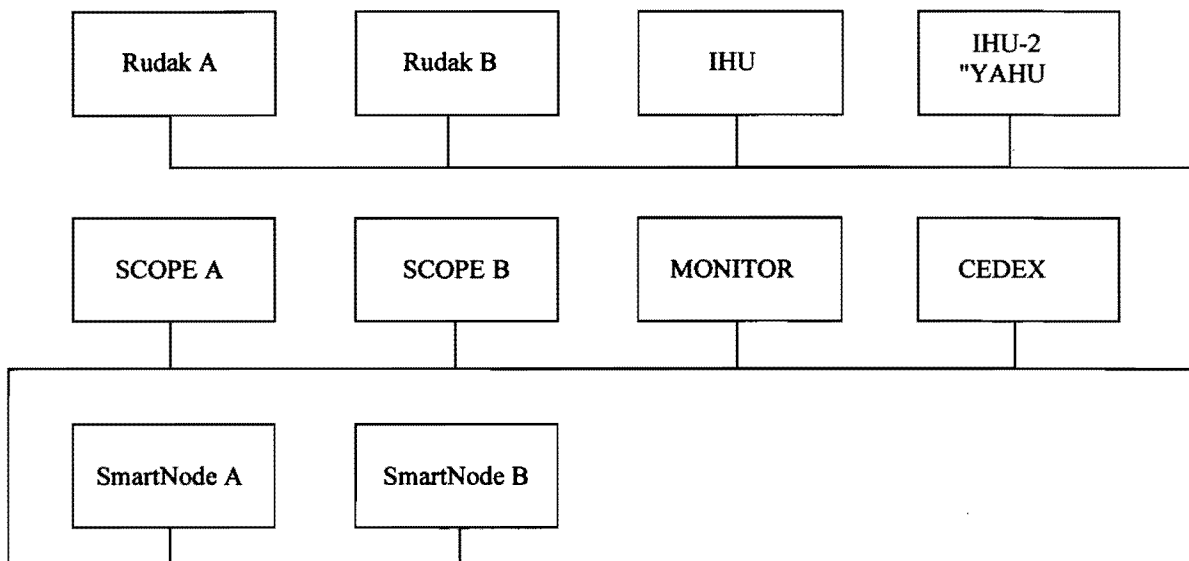 Rudak A
Rudak B
IHU
IHU-2
"YAHU
SCOPE A
SCOPE B
MONITOR
CEDEX
SmartNode A
SmartNode B